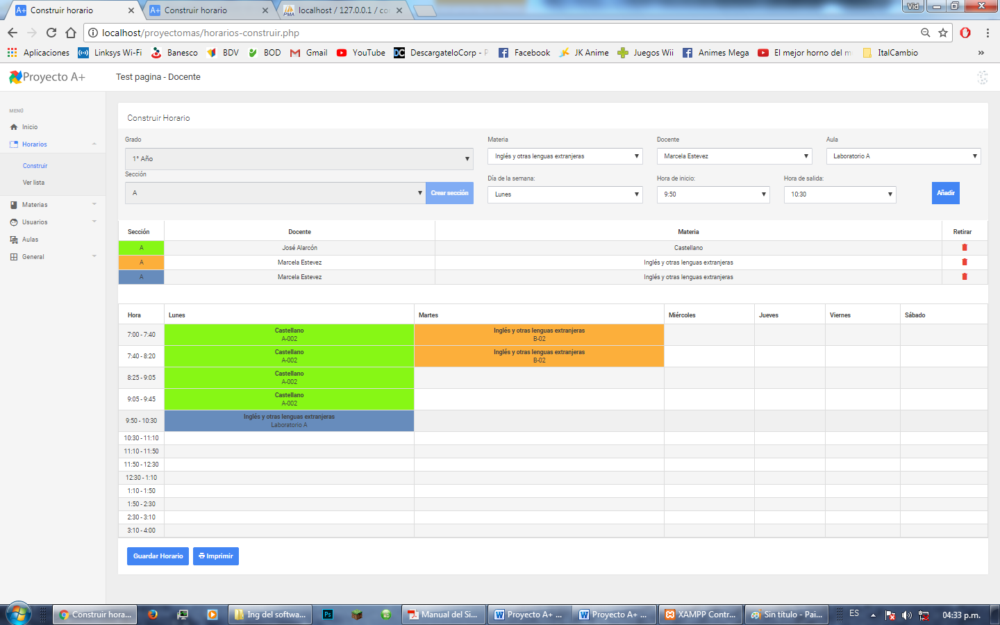 Construir horario
Construir horario
localhost / 127.0.0.1 / co
Vid
localhost/proyectomas/horarios-construir.php
Aplicaciones Linksys Wi-Fi Banesco BDV BOD Gmail YouTube DescargateloCorp - P Facebook JK Anime Juegos Wii Animes Mega El mejor horno del m ItalCambio »
Proyecto A+
Test pagina - Docente
MENÚ
Inicio
Horarios
Construir
Ver lista
Materias
Usuarios
Aulas
General
Construir Horario
Grado Materia Docente Aula
1° Año Inglés y otras lenguas extranjeras Marcela Estevez Laboratorio A
Sección Día de la semana: Hora de inicio: Hora de salida:
A Crear sección Lunes 9:50 10:30 Añadir
Sección Docente Materia Retirar
A José Alarcón Castellano
A Marcela Estevez Inglés y otras lenguas extranjeras
A Marcela Estevez Inglés y otras lenguas extranjeras
Hora Lunes Martes Miércoles Jueves Viernes Sábado
7:00 - 7:40 Castellano A-002 Inglés y otras lenguas extranjeras B-02
7:40 - 8:20 Castellano A-002 Inglés y otras lenguas extranjeras B-02
8:25 - 9:05 Castellano A-002
9:05 - 9:45 Castellano A-002
9:50 - 10:30 Inglés y otras lenguas extranjeras Laboratorio A
10:30 - 11:10
11:10 - 11:50
11:50 - 12:30
12:30 - 1:10
1:10 - 1:50
1:50 - 2:30
2:30 - 3:10
3:10 - 4:00
Guardar Horario Imprimir
Construir hora... Ing del softwa... Manual del Si... Proyecto A+ ... Proyecto A+ ... XAMPP Contr... Sin título - Pai... ES 04:33 p.m.